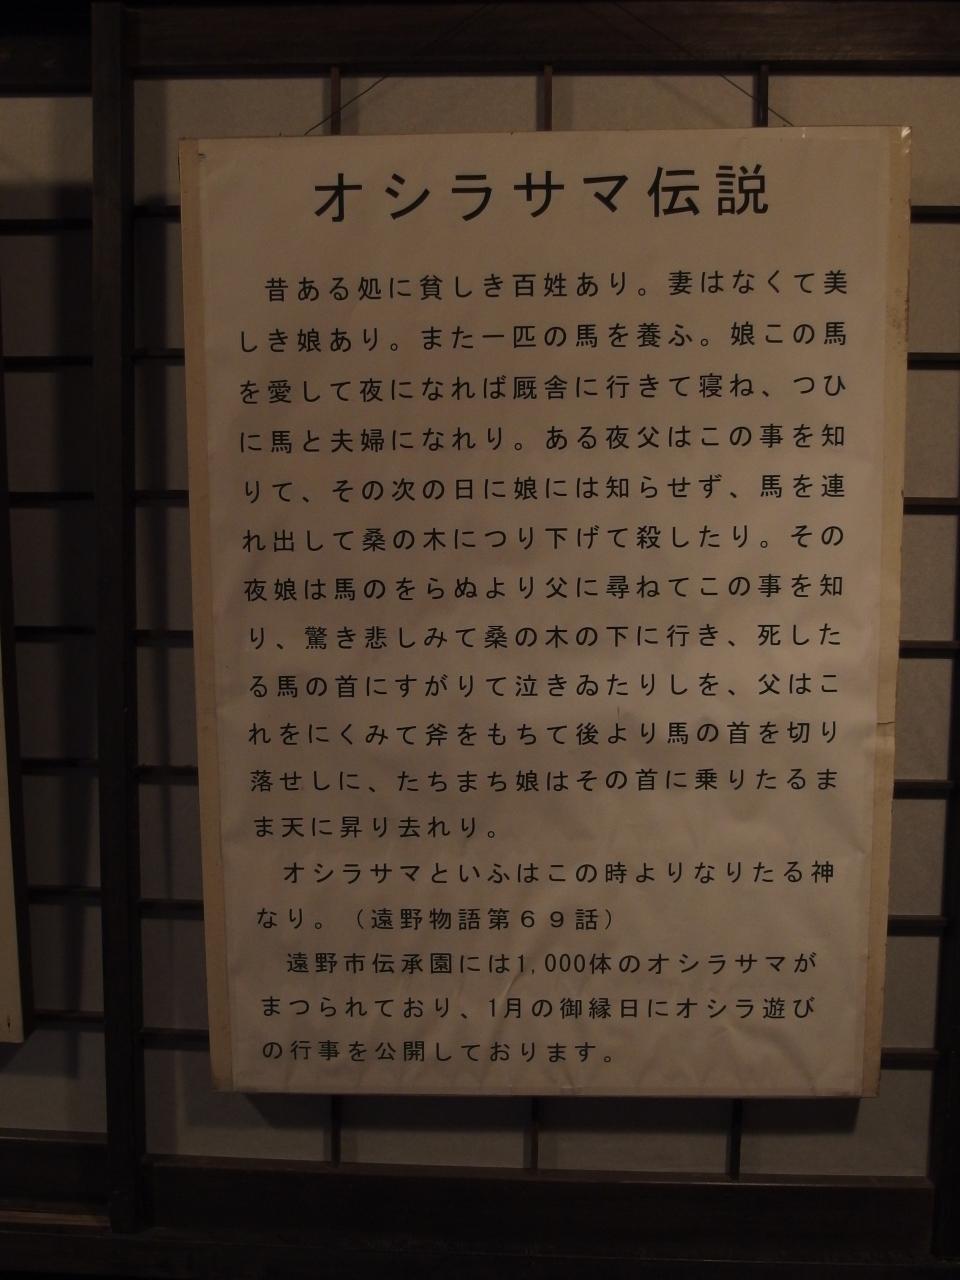 オシラサマ伝説
昔ある処に貧しき百姓あり。妻はなくて美
しき娘あり。また一匹の馬を養ふ。娘この馬
を愛して夜になれば厩舎に行きて寝ね、つひ
に馬と夫婦になれり。ある夜父はこの事を知
りて、その次の日に娘には知らせず、馬を連
れ出して桑の木につり下げて殺したり。その
夜娘は馬のをらぬより父に尋ねてこの事を知
り、驚き悲しみて桑の木の下に行き、死した
る馬の首にすがりて泣きゐたりしを、父はこ
れをにくみて斧をもちて後より馬の首を切り
落せしに、たちまち娘はその首に乗りたるま
ま天に昇り去れり。
オシラサマといふはこの時よりなりたる神
なり。（遠野物語第６９話）
遠野市伝承園には1,000体のオシラサマが
まつられており、1月の御縁日にオシラ遊び
の行事を公開しております。